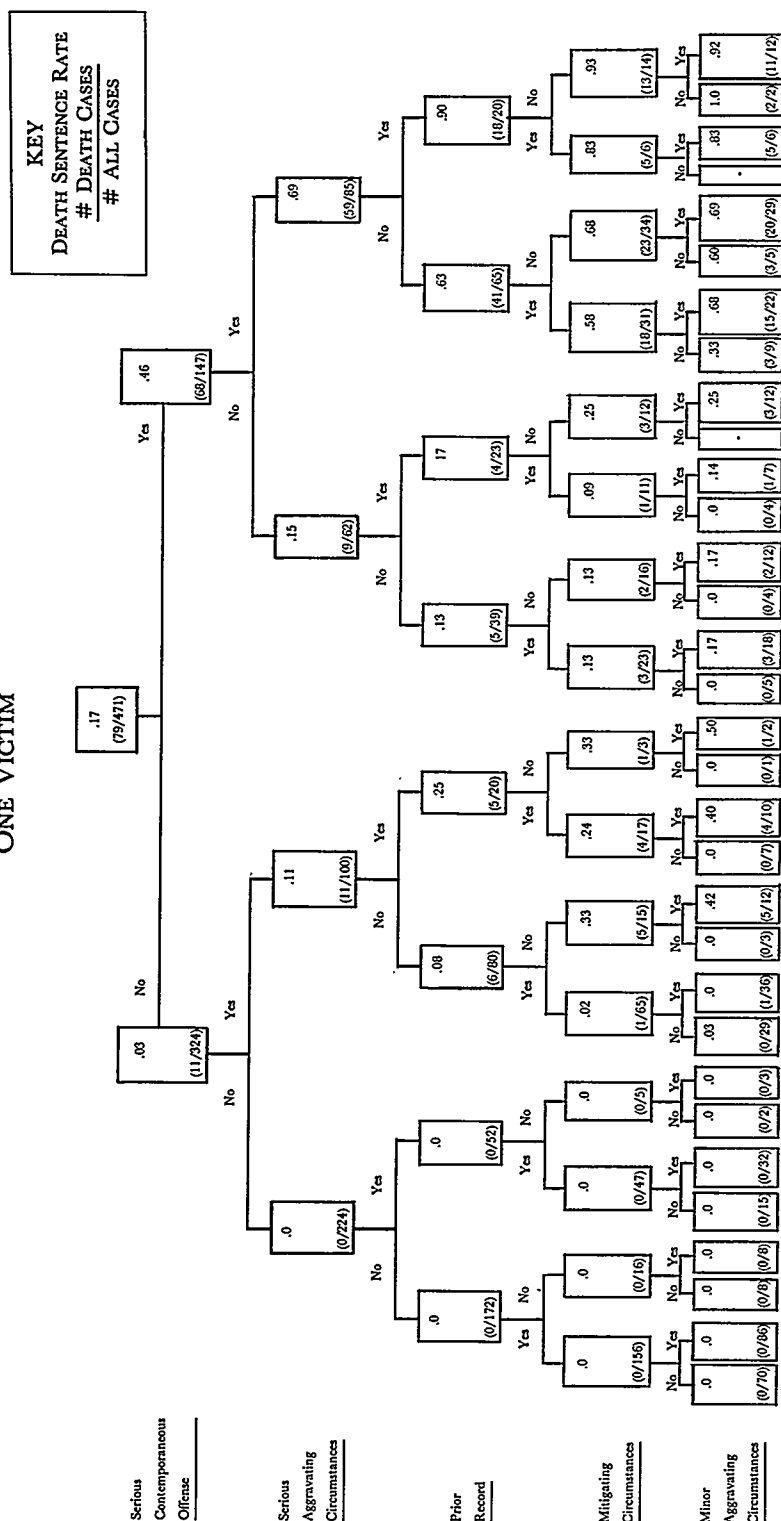 ONE VICTIM
KEY
DEATH SENTENCE RATE
# DEATH CASES
# ALL CASES
.17
(79/471)
No Yes
Serious
Contemporaneous
Offense
.03 .46
(11/324) (68/147)
No Yes No Yes
Serious
Aggravating
Circumstances
.0 .11 .15 .69
(0/224) (11/100) (9/62) (59/85)
No Yes No Yes No Yes No Yes
Prior
Record
.0 .0 .08 .25 .13 17 .63 .90
(0/172) (0/52) (6/80) (5/20) (5/39) (4/23) (41/65) (18/20)
Yes No Yes No Yes No Yes No Yes No Yes No Yes No Yes No
Mitigating
Circumstances
.0 .0 .0 .0 .02 .33 .24 .33 .13 .13 .09 .25 .58 .68 .83 .93
(0/156) (0/16) (0/47) (0/5) (1/65) (5/15) (4/17) (1/3) (3/23) (2/16) (1/11) (3/12) (18/31) (23/34) (5/6) (13/14)
No Yes No Yes No Yes No Yes No Yes No Yes No Yes No Yes No Yes No Yes No Yes No Yes No Yes No Yes No Yes No Yes
Minor
Aggravating
Circumstances
.0 .0 .0 .0 .0 .0 .0 .0 .03 .0 .0 .42 .0 .40 .0 .50 .0 .17 .0 .17 .0 .14 . .25 .33 .68 .60 .69 . .83 1.0 .92
(0/70) (0/86) (0/8) (0/8) (0/15) (0/32) (0/2) (0/3) (0/29) (1/36) (0/3) (5/12) (0/7) (4/10) (0/1) (1/2) (0/5) (3/18) (0/4) (2/12) (0/4) (1/7) (3/12) (3/9) (15/22) (3/5) (20/29) (5/6) (2/2) (11/12)